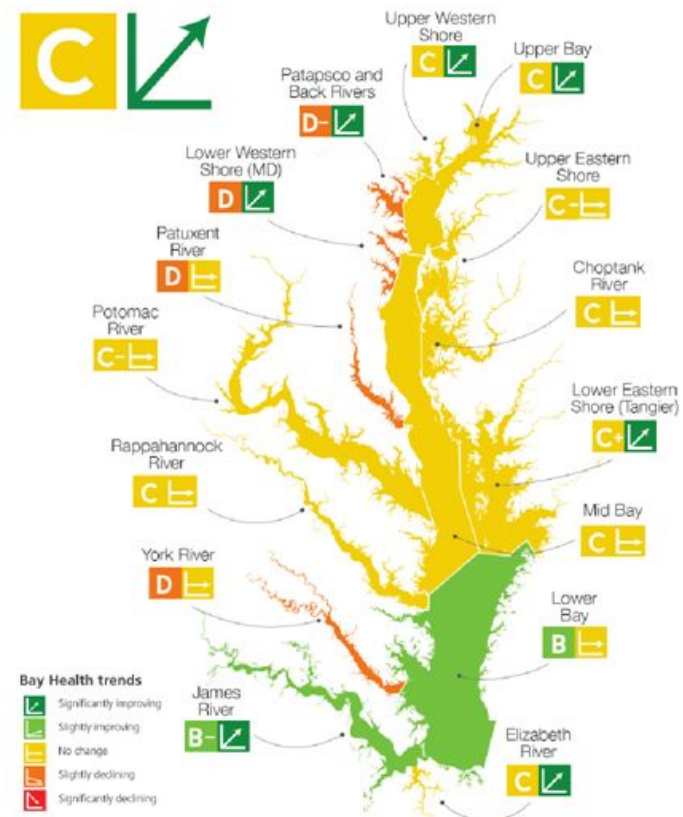 C
Upper Western
Shore
C
Upper Bay
C
Patapsco and
Back Rivers
D-
Upper Eastern
Shore
C-
Lower Western
Shore (MD)
D
Patuxent
River
D
Choptank
River
C
Potomac
River
C-
Lower Eastern
Shore (Tangier)
C+
Rappahannock
River
C
Mid Bay
C
York River
D
Lower
Bay
B
James
River
B-
Elizabeth
River
C
Bay Health trends
Significantly improving
Slightly improving
No change
Slightly declining
Significantly declining